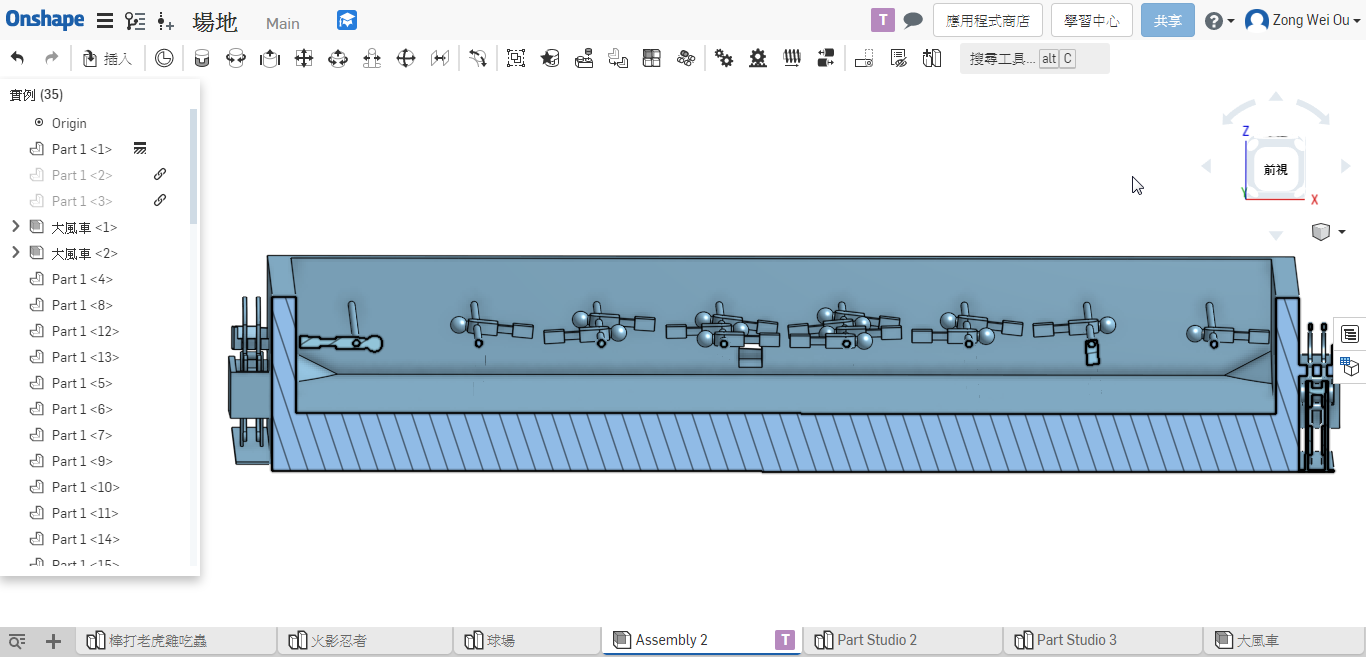 Onshape 場地 Main T 應用程式商店 學習中心 共享 Zong Wei Ou
插入 搜尋工具... alt C
實例 (35)
Origin
Part 1 <1>
Part 1 <2>
Part 1 <3>
大風車 <1>
大風車 <2>
Part 1 <4>
Part 1 <8>
Part 1 <12>
Part 1 <13>
Part 1 <5>
Part 1 <6>
Part 1 <7>
Part 1 <9>
Part 1 <10>
Part 1 <11>
Part 1 <14>
Part 1 <15>
Z
前視
Y
X
棒打老虎雞吃蟲 火影忍者 球場 Assembly 2 T Part Studio 2 Part Studio 3 大風車